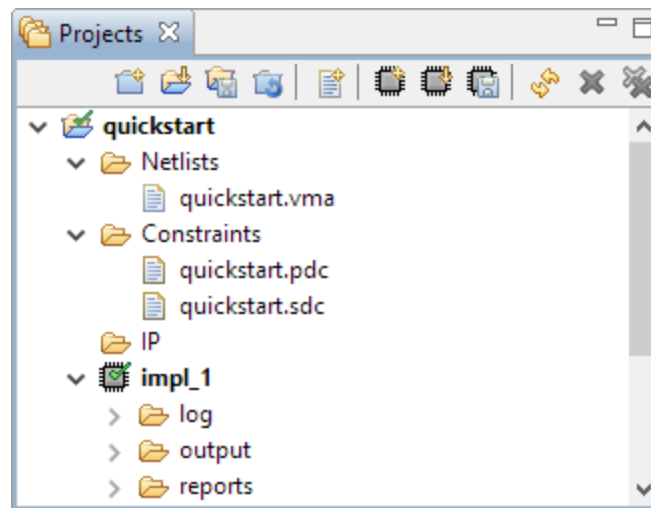 Projects
quickstart
Netlists
quickstart.vma
Constraints
quickstart.pdc
quickstart.sdc
IP
impl_1
log
output
reports